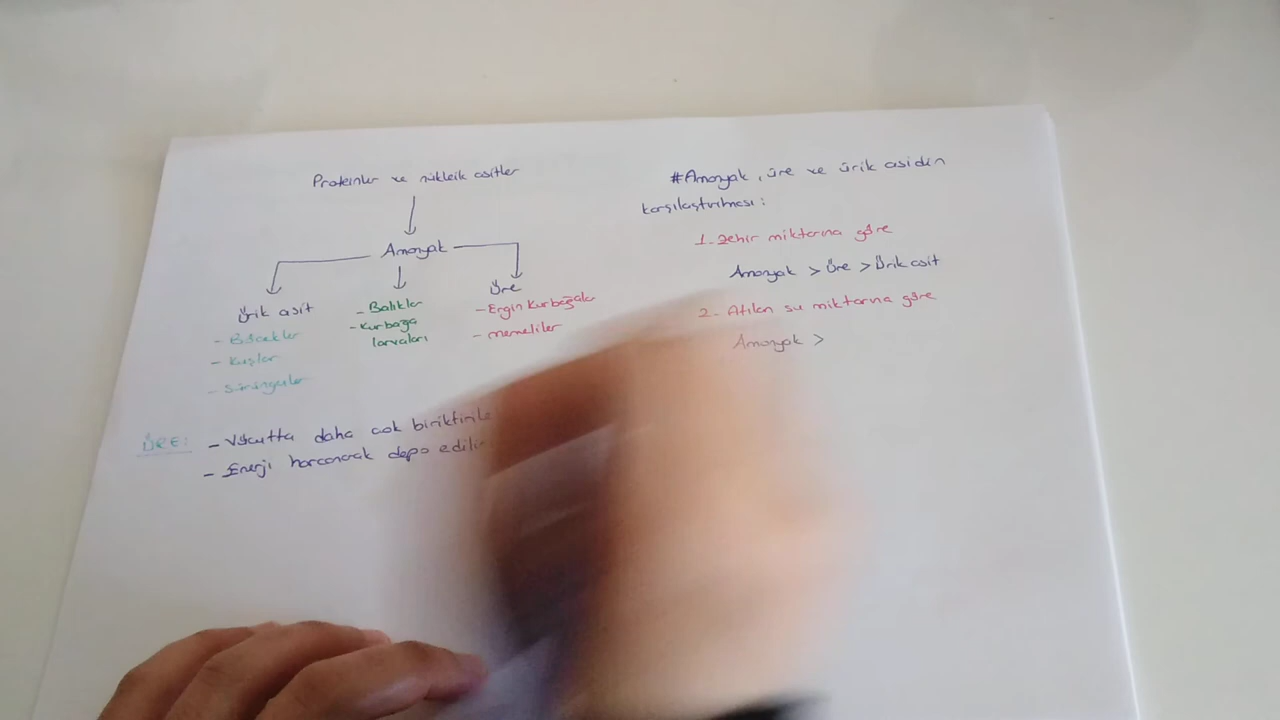 Proteinler ve nükleik asitler
Amonyak
Ürik asit
- Böcekler
- Kuşlar
- Sürüngenler
- Balıklar
- Kurbağa
larvaları
Üre
- Ergin Kurbağalar
- memeliler
ÜRE: - Vücutta daha çok
- Enerji harcanarak depo
#Amonyak, üre ve ürik asidin
karşılaştırılması:
1. Zehir miktarına göre
Amonyak > Üre > Ürik asit
2. Atılan su miktarına göre
Amonyak >